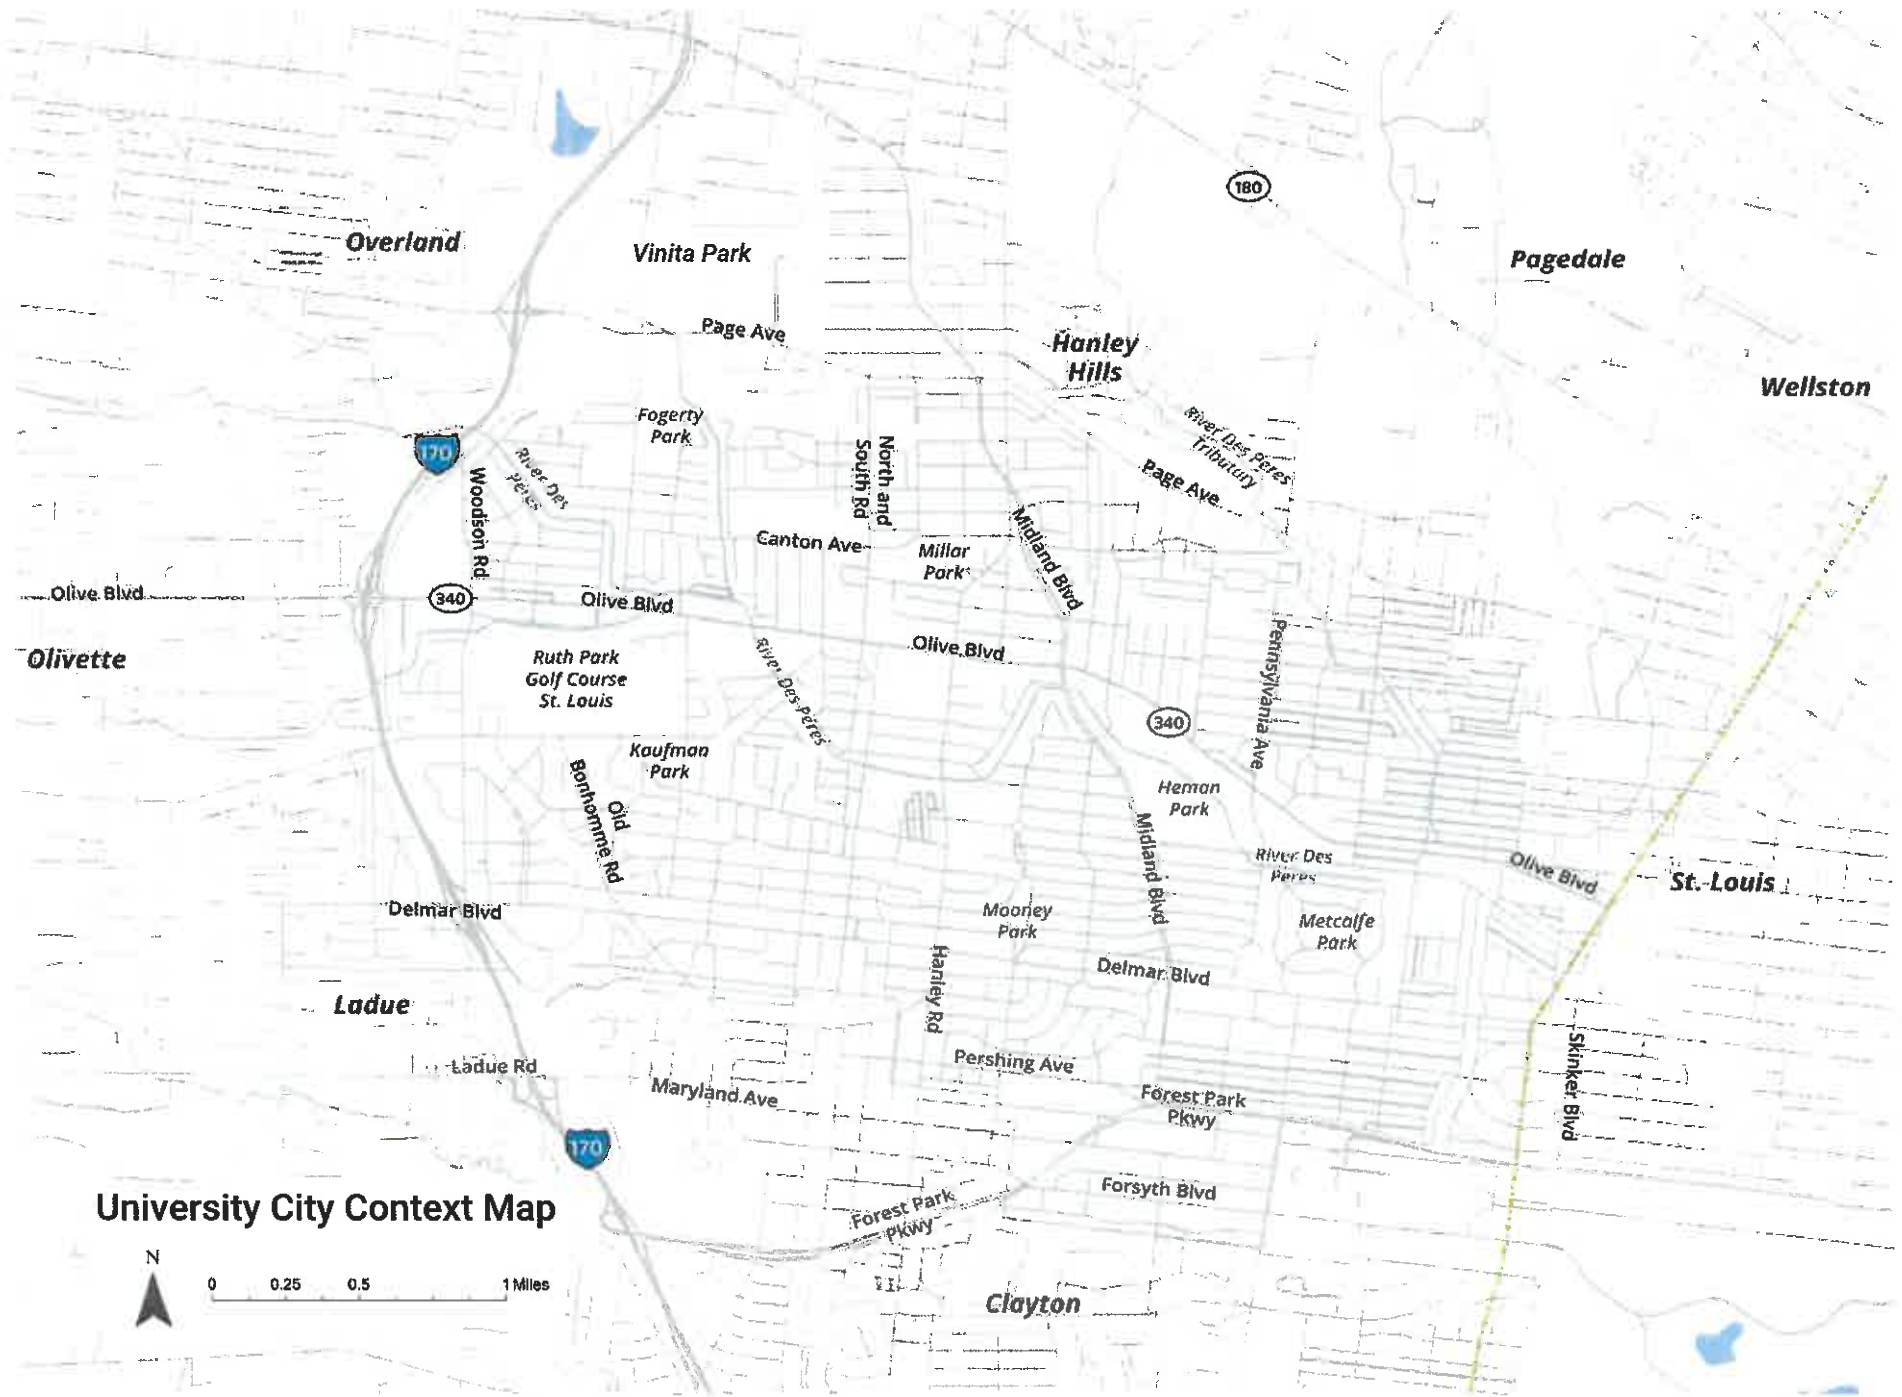 180
Overland
Vinita Park
Pagedale
Page Ave
Hanley
Hills
Wellston
Fogerty
Park
River Des Peres
Tributary
170
North and
South Rd
River Des
Peres
Page Ave
Woodson Rd
Midland Blvd
Canton Ave
Millar
Park
Olive Blvd
340
Olive Blvd
Olive Blvd
Pennsylvania Ave
Olivette
Ruth Park
Golf Course
St. Louis
River Des Peres
340
Kaufman
Park
Old
Bonhomme Rd
Heman
Park
Midland Blvd
River Des
Peres
Olive Blvd
St. Louis
Delmar Blvd
Mooney
Park
Metcalfe
Park
Hanley Rd
Delmar Blvd
Ladue
Skinker Blvd
Ladue Rd
Pershing Ave
Maryland Ave
Forest Park
Pkwy
170
Forsyth Blvd
University City Context Map
Forest Park
Pkwy
N
0 0.25 0.5 1 Miles
Clayton